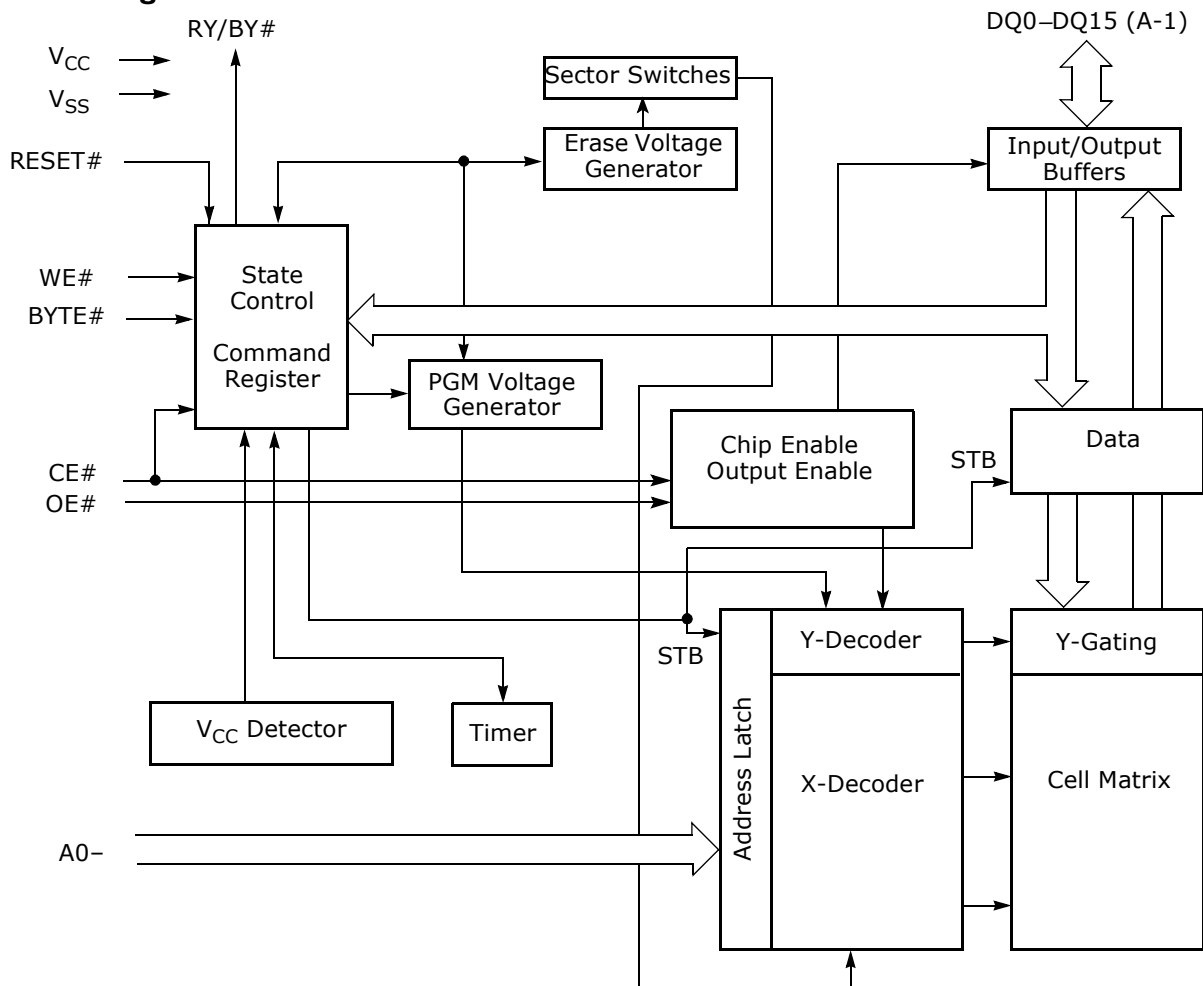 RY/BY#
DQ0–DQ15 (A-1)
VCC
VSS
Sector Switches
RESET#
Erase Voltage
Generator
Input/Output
Buffers
WE#
BYTE#
State
Control
Command
Register
PGM Voltage
Generator
Chip Enable
Output Enable
Data
STB
CE#
OE#
STB
Y-Decoder
Y-Gating
VCC Detector
Timer
Address Latch
X-Decoder
Cell Matrix
A0–